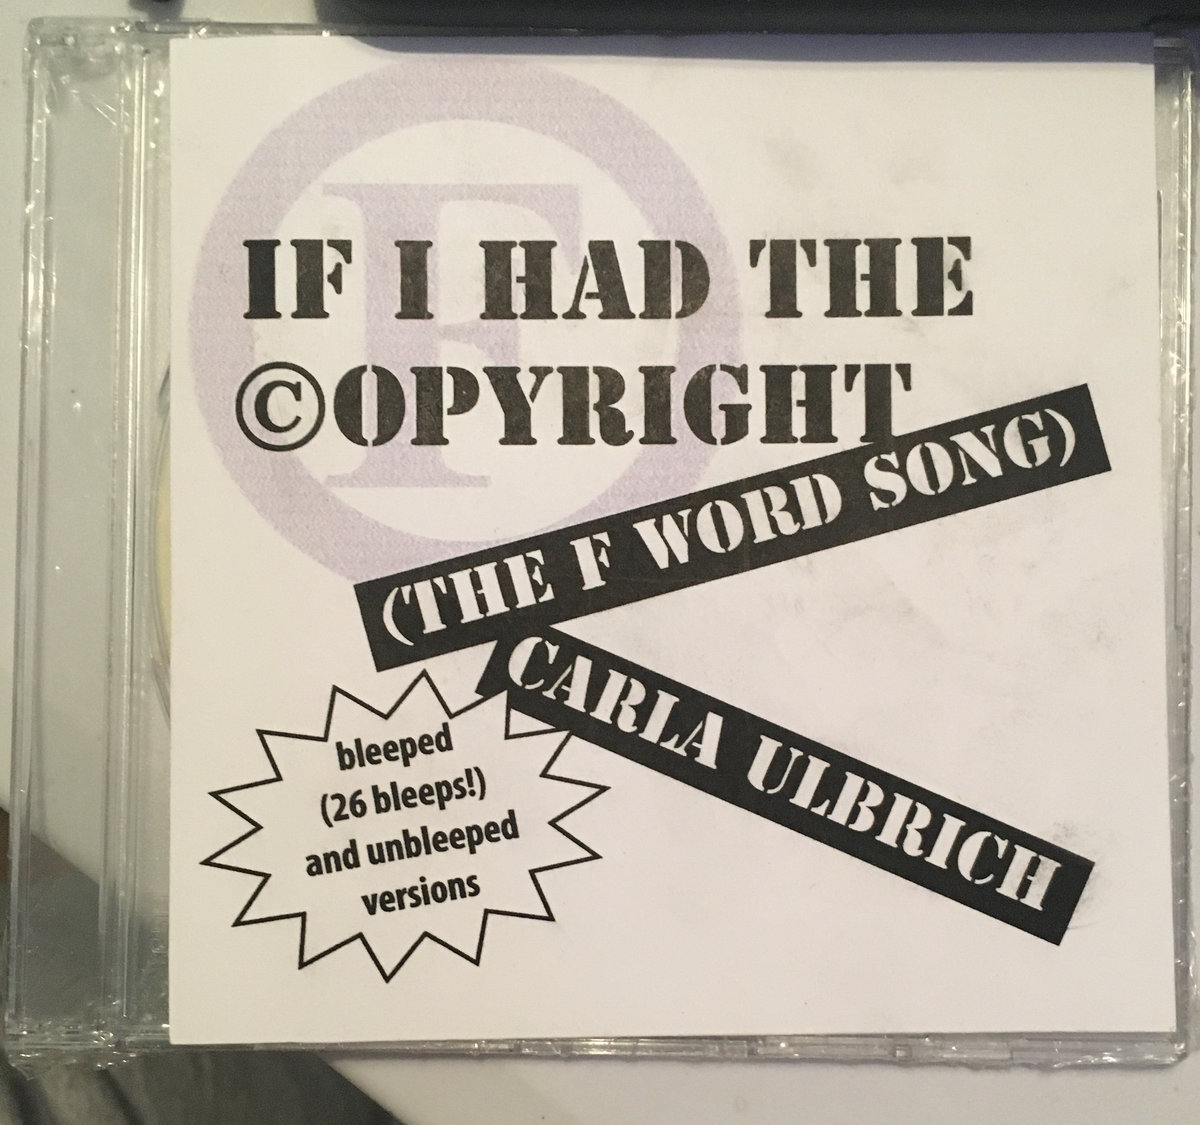 F
IF I HAD THE
©OPYRIGHT
(THE F WORD SONG)
CARLA ULBRICH
bleeped
(26 bleeps!)
and unbleeped
versions